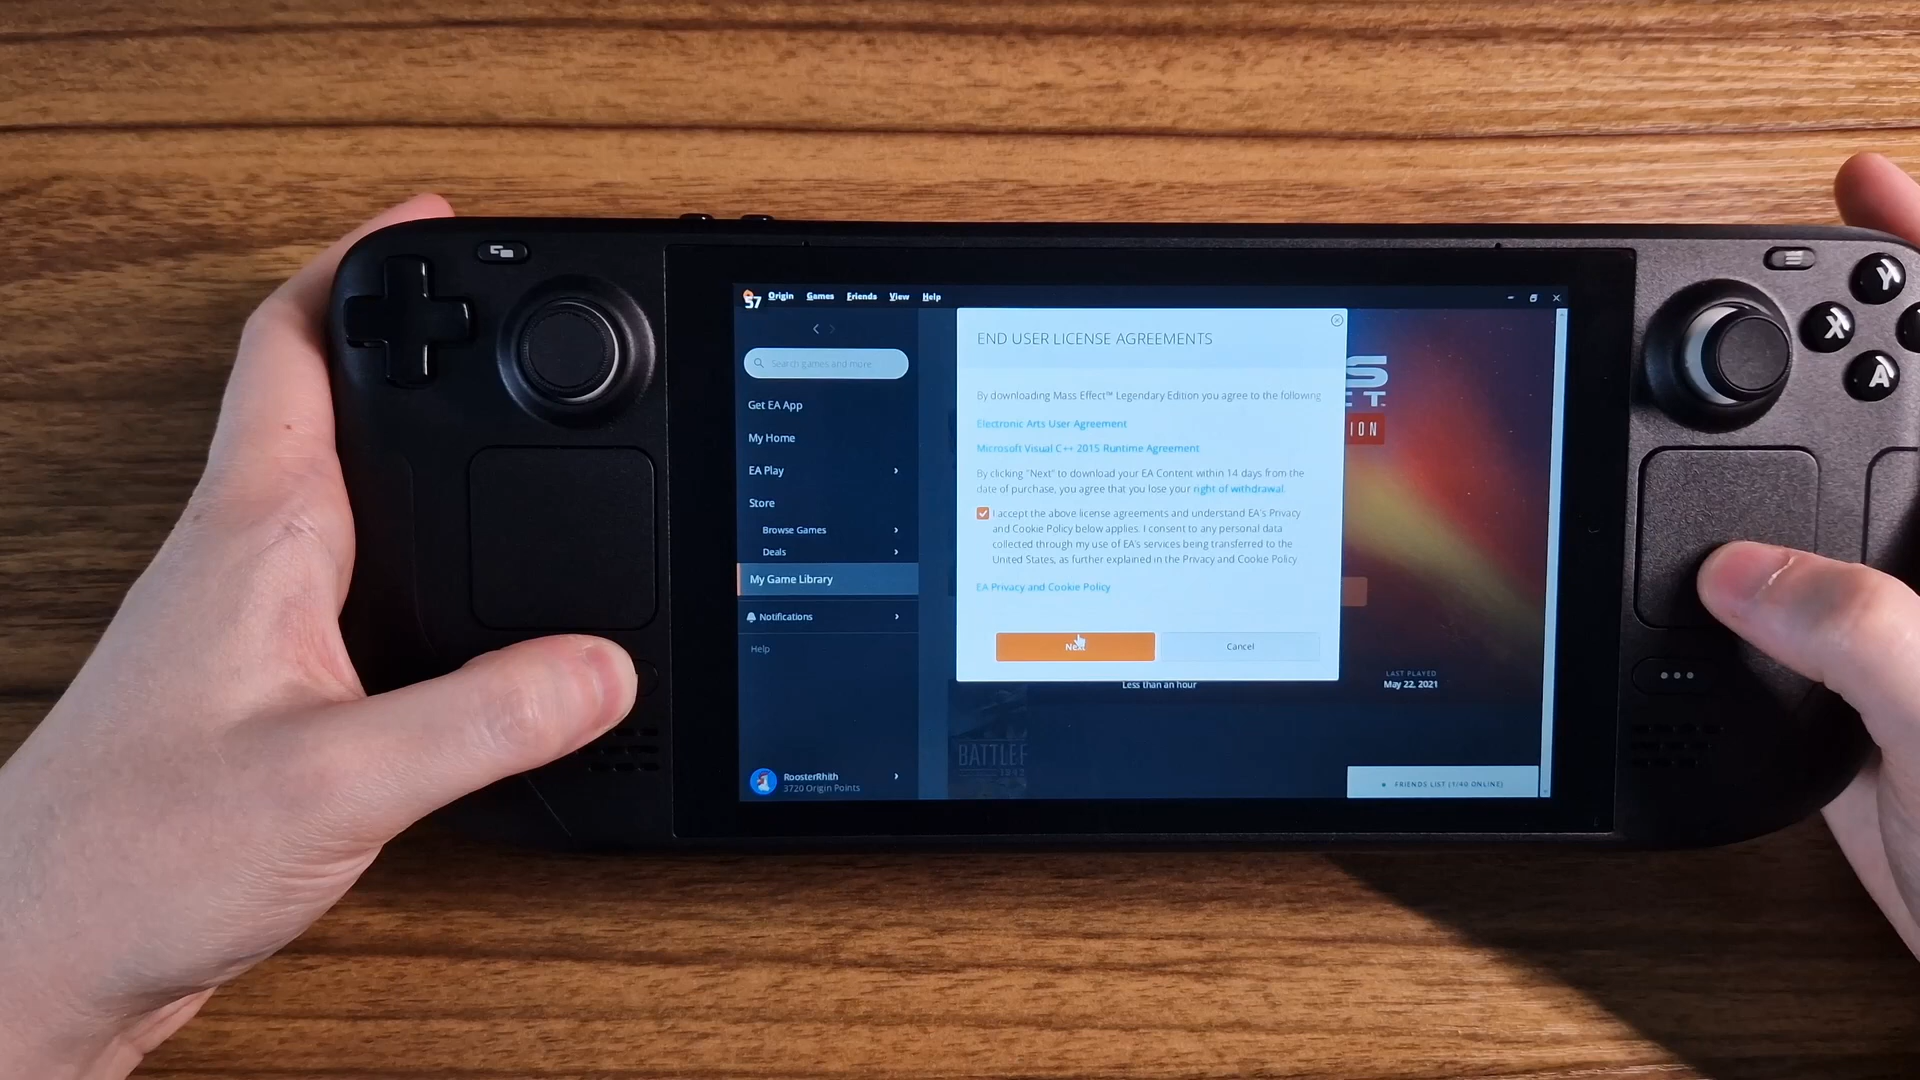 57
Origin Games Friends View Help
Search games and more
Get EA App
My Home
EA Play
Store
Browse Games
Deals
My Game Library
Notifications
Help
RoosterRhith
3720 Origin Points
END USER LICENSE AGREEMENTS
By downloading Mass Effect™ Legendary Edition you agree to the following
Electronic Arts User Agreement
Microsoft Visual C++ 2015 Runtime Agreement
By clicking "Next" to download your EA Content within 14 days from the
date of purchase, you agree that you lose your right of withdrawal.
I accept the above license agreements and understand EA's Privacy
and Cookie Policy below applies. I consent to any personal data
collected through my use of EA's services being transferred to the
United States, as further explained in the Privacy and Cookie Policy
EA Privacy and Cookie Policy
Next
Cancel
Less than an hour
LAST PLAYED
May 22, 2021
BATTLEF
FRIENDS LIST (1/40 ONLINE)
Y
X
A